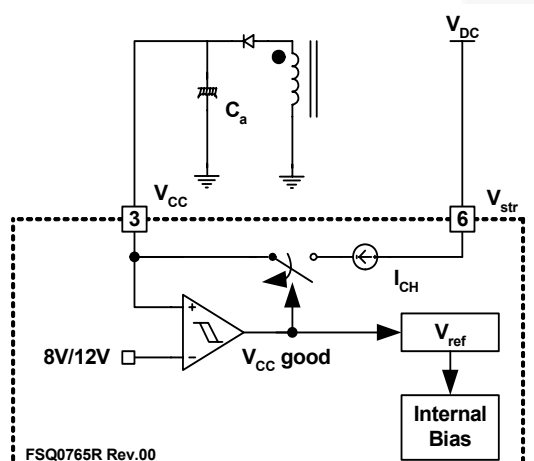 V_DC
C_a
V_CC
V_str
3
6
I_CH
8V/12V
+
−
V_CC good
V_ref
Internal
Bias
FSQ0765R Rev.00